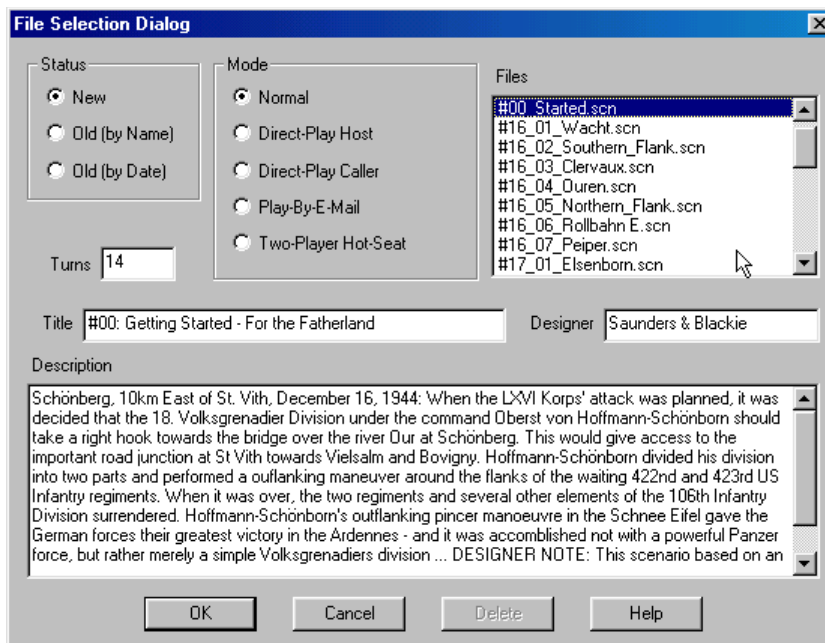 File Selection Dialog
Status
New
Old (by Name)
Old (by Date)
Turns 14
Mode
Normal
Direct-Play Host
Direct-Play Caller
Play-By-E-Mail
Two-Player Hot-Seat
Files
#00_Started.scn
#16_01_Wacht.scn
#16_02_Southern_Flank.scn
#16_03_Clervaux.scn
#16_04_Ouren.scn
#16_05_Northern_Flank.scn
#16_06_Rollbahn E.scn
#16_07_Peiper.scn
#17_01_Elsenborn.scn
Title #00: Getting Started - For the Fatherland
Designer Saunders & Blackie
Description
Schönberg, 10km East of St. Vith, December 16, 1944: When the LXVI Korps' attack was planned, it was
decided that the 18. Volksgrenadier Division under the command Oberst von Hoffmann-Schönborn should
take a right hook towards the bridge over the river Our at Schönberg. This would give access to the
important road junction at St Vith towards Vielsalm and Bovigny. Hoffmann-Schönborn divided his division
into two parts and performed a ouflanking maneuver around the flanks of the waiting 422nd and 423rd US
Infantry regiments. When it was over, the two regiments and several other elements of the 106th Infantry
Division surrendered. Hoffmann-Schönborn's outflanking pincer manoeuvre in the Schnee Eifel gave the
German forces their greatest victory in the Ardennes - and it was accomblished not with a powerful Panzer
force, but rather merely a simple Volksgrenadiers division ... DESIGNER NOTE: This scenario based on an
OK
Cancel
Delete
Help